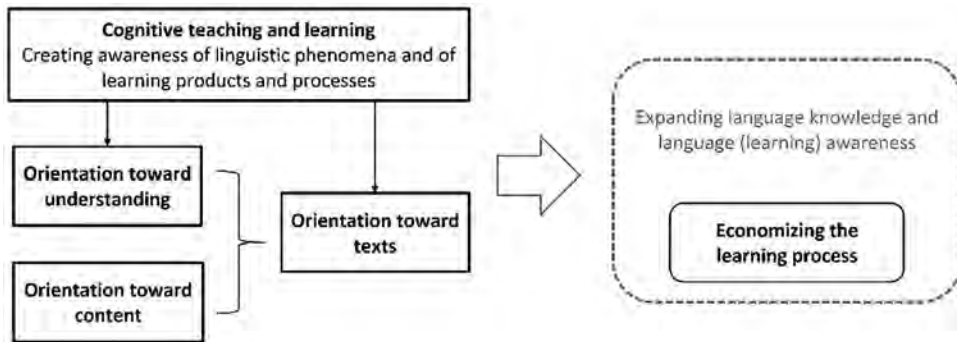 Cognitive teaching and learning
Creating awareness of linguistic phenomena and of
learning products and processes
Orientation toward
understanding
Orientation toward
content
Orientation toward
texts
Expanding language knowledge and
language (learning) awareness
Economizing the
learning process